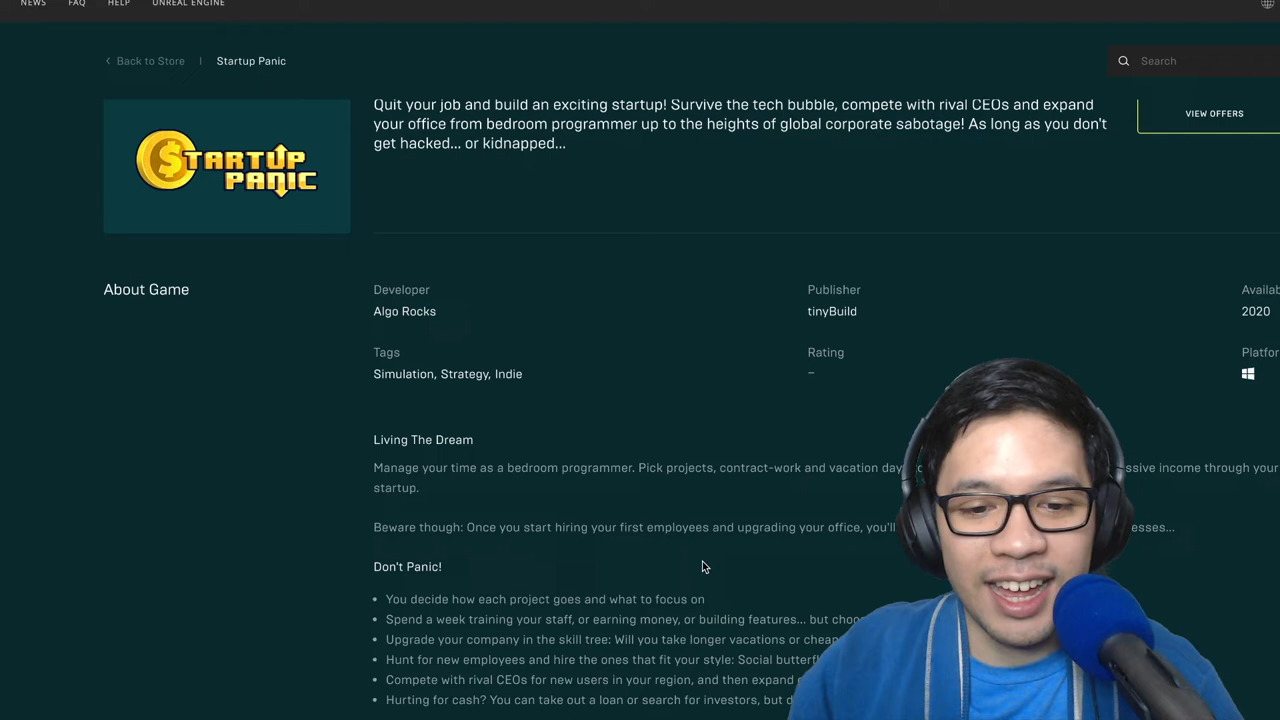 NEWS FAQ HELP UNREAL ENGINE
Back to Store | Startup Panic
Search
Quit your job and build an exciting startup! Survive the tech bubble, compete with rival CEOs and expand
your office from bedroom programmer up to the heights of global corporate sabotage! As long as you don't
get hacked... or kidnapped...
VIEW OFFERS
STARTUP
PANIC
About Game
Developer Publisher
Algo Rocks tinyBuild 2020
Tags Rating
Simulation, Strategy, Indie –
Living The Dream
Manage your time as a bedroom programmer. Pick projects, contract-work and vacation income through your
startup.
Beware though: Once you start hiring your first employees and upgrading your office, you'll
Don't Panic!
• You decide how each project goes and what to focus on
• Spend a week training your staff, or earning money, or building features... but
• Upgrade your company in the skill tree: Will you take longer vacations or
• Hunt for new employees and hire the ones that fit your style: Social
• Compete with rival CEOs for new users in your region, and then expand
• Hurting for cash? You can take out a loan or search for investors, but